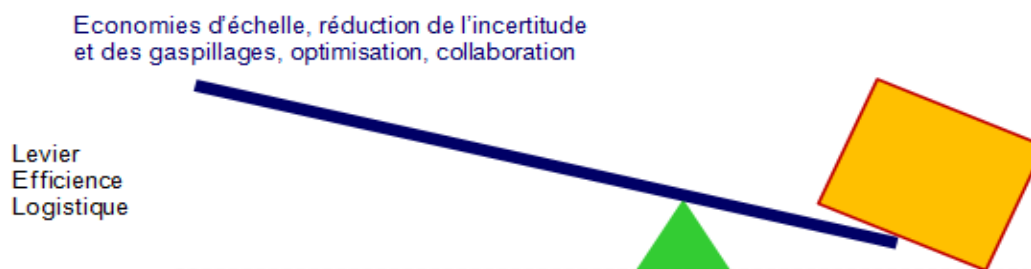 Economies d'échelle, réduction de l'incertitude
et des gaspillages, optimisation, collaboration
Levier
Efficience
Logistique